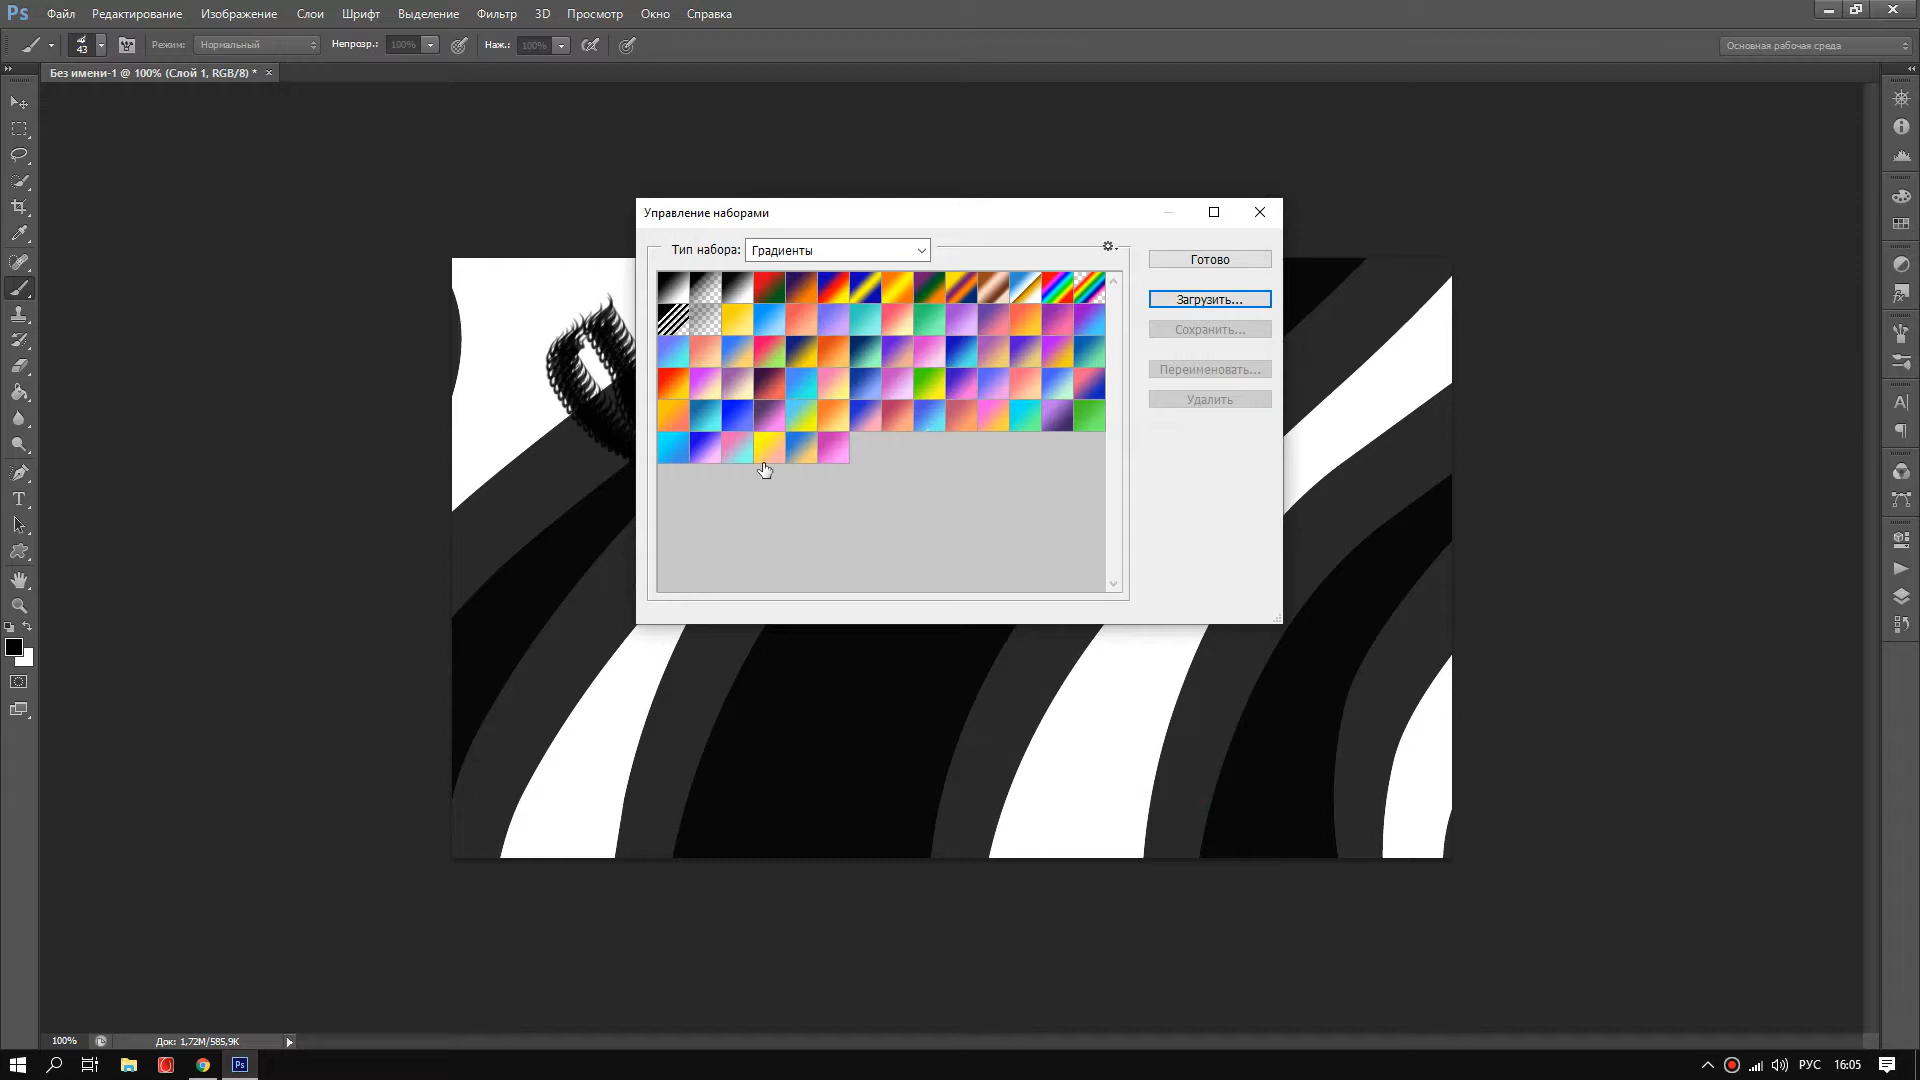 Ps Файл Редактирование Изображение Слои Шрифт Выделение Фильтр 3D Просмотр Окно Справка
43 Режим: Нормальный Непрозр.: 100% Наж.: 100% Основная рабочая среда
Без имени-1 @ 100% (Слой 1, RGB/8) * ×
Управление наборами
Тип набора: Градиенты
Готово
Загрузить...
Сохранить...
Переименовать...
Удалить
100% Док: 1,72M/585,9K
Ps РУС 16:05